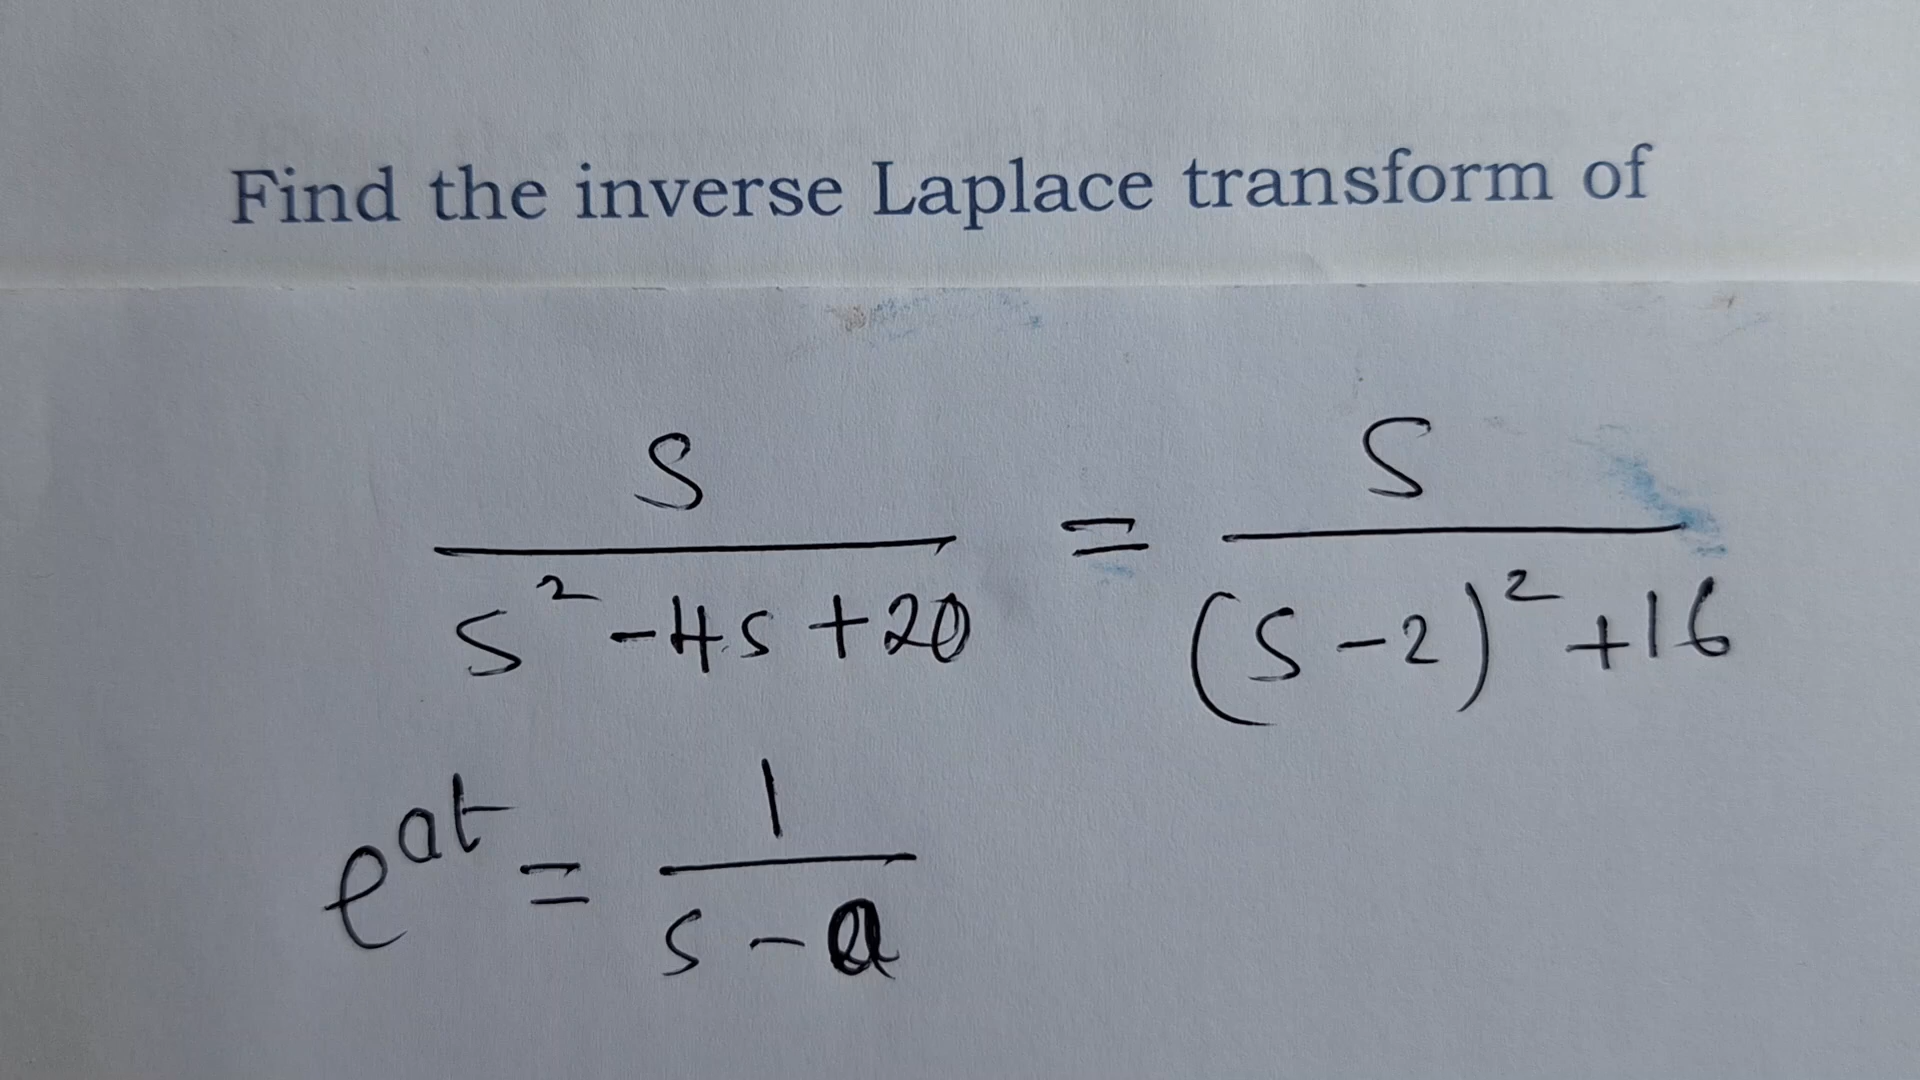 Find the inverse Laplace transform of
s / (s² - 4s + 20) = s / ((s - 2)² + 16)
e^{at} = 1 / (s - a)